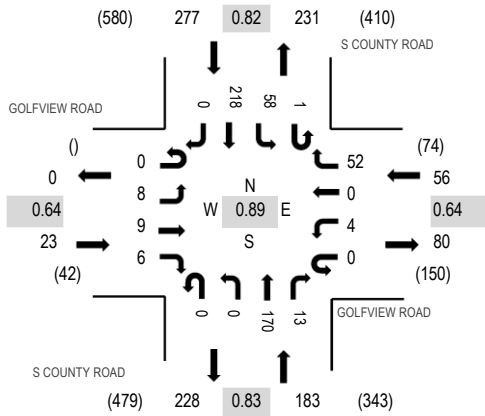 (580) 277 0.82 231 (410)
S COUNTY ROAD
GOLFVIEW ROAD
0 218 58 1
() (74)
0 0 52 56
8 N 0
0.64 W 0.89 E 0.64
9 4
23 S 80
6 0
(42) (150)
0 0 170 13
GOLFVIEW ROAD
S COUNTY ROAD
(479) 228 0.83 183 (343)